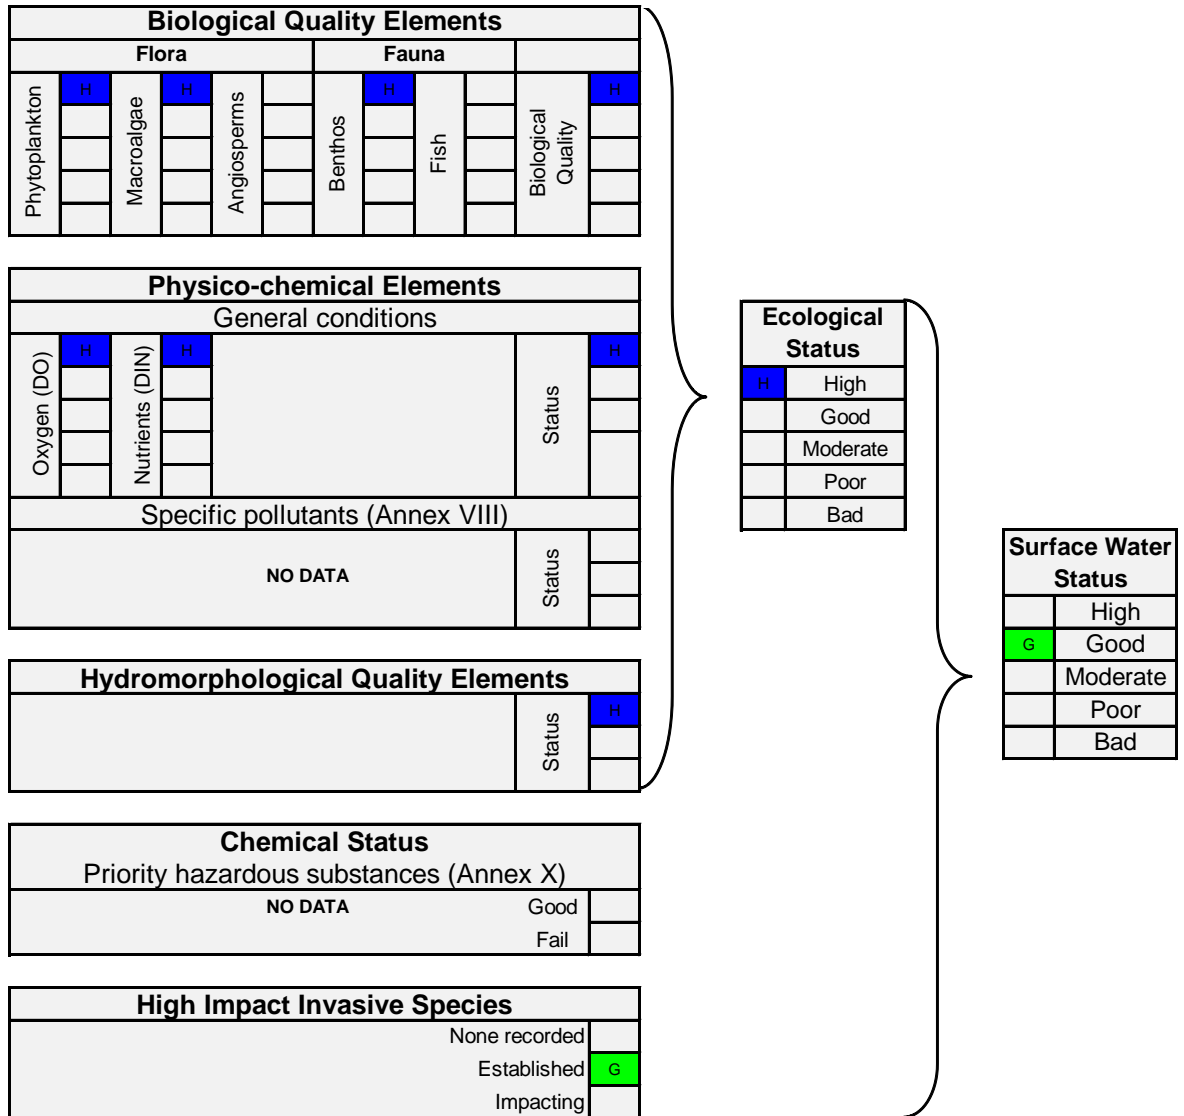 Biological Quality Elements
Flora
Fauna
Phytoplankton
H
Macroalgae
H
Angiosperms
Benthos
H
Fish
Biological
Quality
H
Physico-chemical Elements
General conditions
Oxygen (DO)
H
Nutrients (DIN)
H
Status
H
Specific pollutants (Annex VIII)
NO DATA
Status
Hydromorphological Quality Elements
Status
H
Chemical Status
Priority hazardous substances (Annex X)
NO DATA
Good
Fail
High Impact Invasive Species
None recorded
Established
G
Impacting
Ecological
Status
H
High
Good
Moderate
Poor
Bad
Surface Water
Status
High
G
Good
Moderate
Poor
Bad